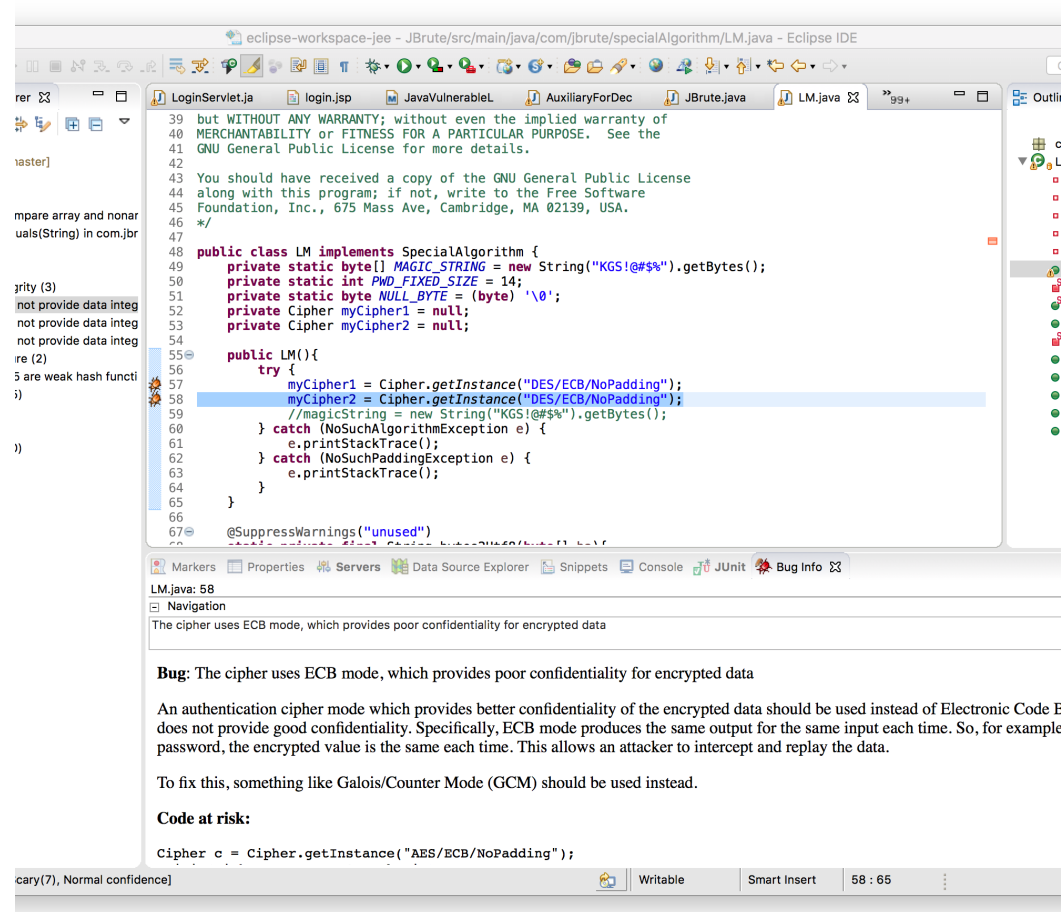 eclipse-workspace-jee - JBrute/src/main/java/com/jbrute/specialAlgorithm/LM.java - Eclipse IDE
LoginServlet.ja login.jsp JavaVulnerableL AuxiliaryForDec JBrute.java LM.java 99+
rer
Outli
naster]
mpare array and nonar
uals(String) in com.jbr
grity (3)
not provide data integ
not provide data integ
not provide data integ
re (2)
5 are weak hash functi
39 but WITHOUT ANY WARRANTY; without even the implied warranty of
40 MERCHANTABILITY or FITNESS FOR A PARTICULAR PURPOSE.  See the
41 GNU General Public License for more details.
42
43 You should have received a copy of the GNU General Public License
44 along with this program; if not, write to the Free Software
45 Foundation, Inc., 675 Mass Ave, Cambridge, MA 02139, USA.
46 */
47
48 public class LM implements SpecialAlgorithm {
49     private static byte[] MAGIC_STRING = new String("KGS!@#$%").getBytes();
50     private static int PWD_FIXED_SIZE = 14;
51     private static byte NULL_BYTE = (byte) '\0';
52     private Cipher myCipher1 = null;
53     private Cipher myCipher2 = null;
54
55     public LM(){
56         try {
57             myCipher1 = Cipher.getInstance("DES/ECB/NoPadding");
58             myCipher2 = Cipher.getInstance("DES/ECB/NoPadding");
59             //magicString = new String("KGS!@#$%").getBytes();
60         } catch (NoSuchAlgorithmException e) {
61             e.printStackTrace();
62         } catch (NoSuchPaddingException e) {
63             e.printStackTrace();
64         }
65     }
66
67     @SuppressWarnings("unused")
Markers Properties Servers Data Source Explorer Snippets Console JUnit Bug Info
LM.java: 58
Navigation
The cipher uses ECB mode, which provides poor confidentiality for encrypted data
Bug: The cipher uses ECB mode, which provides poor confidentiality for encrypted data
An authentication cipher mode which provides better confidentiality of the encrypted data should be used instead of Electronic Code B
does not provide good confidentiality. Specifically, ECB mode produces the same output for the same input each time. So, for example
password, the encrypted value is the same each time. This allows an attacker to intercept and replay the data.
To fix this, something like Galois/Counter Mode (GCM) should be used instead.
Code at risk:
Cipher c = Cipher.getInstance("AES/ECB/NoPadding");
cary(7), Normal confidence]
Writable Smart Insert 58 : 65